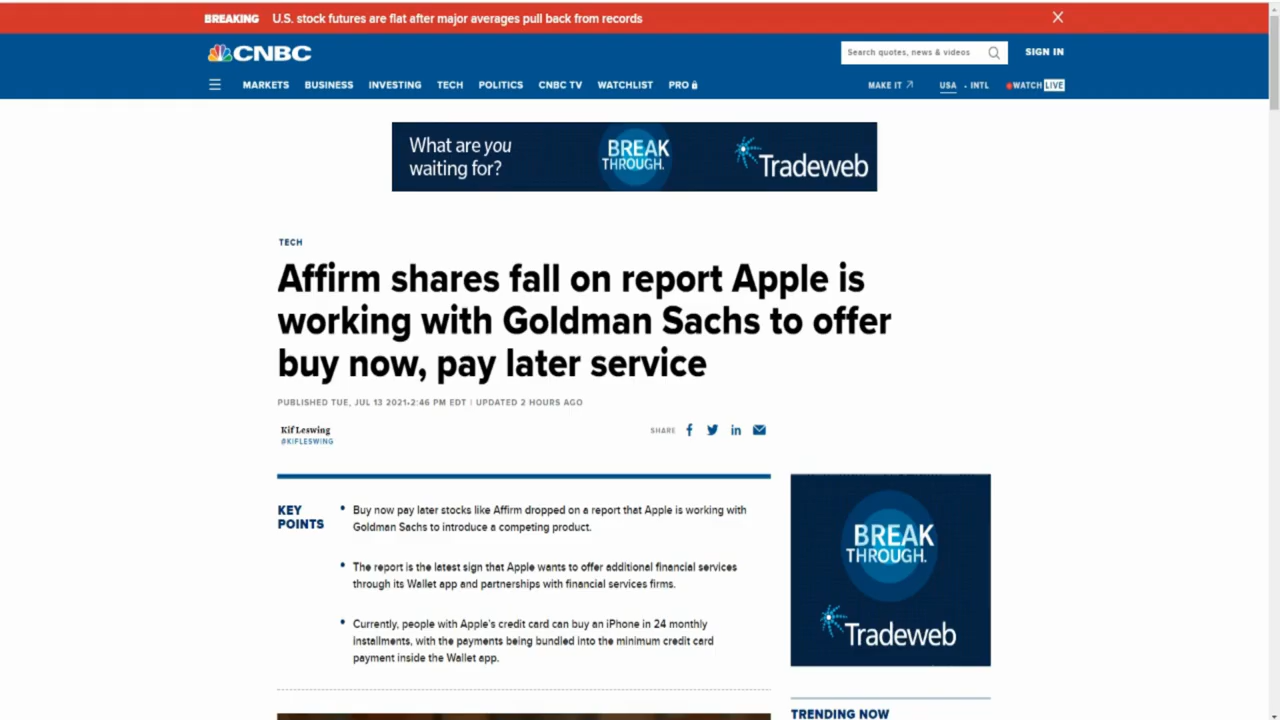 BREAKING U.S. stock futures are flat after major averages pull back from records
CNBC
Search quotes, news & videos
SIGN IN
MARKETS BUSINESS INVESTING TECH POLITICS CNBC TV WATCHLIST PRO
MAKE IT USA • INTL WATCH LIVE
What are you
waiting for?
BREAK
THROUGH.
Tradeweb
TECH
Affirm shares fall on report Apple is
working with Goldman Sachs to offer
buy now, pay later service
PUBLISHED TUE, JUL 13 2021•2:46 PM EDT | UPDATED 2 HOURS AGO
Kif Leswing
@KIFLESWING
SHARE
KEY
POINTS
• Buy now pay later stocks like Affirm dropped on a report that Apple is working with
Goldman Sachs to introduce a competing product.
• The report is the latest sign that Apple wants to offer additional financial services
through its Wallet app and partnerships with financial services firms.
• Currently, people with Apple's credit card can buy an iPhone in 24 monthly
installments, with the payments being bundled into the minimum credit card
payment inside the Wallet app.
BREAK
THROUGH.
Tradeweb
TRENDING NOW